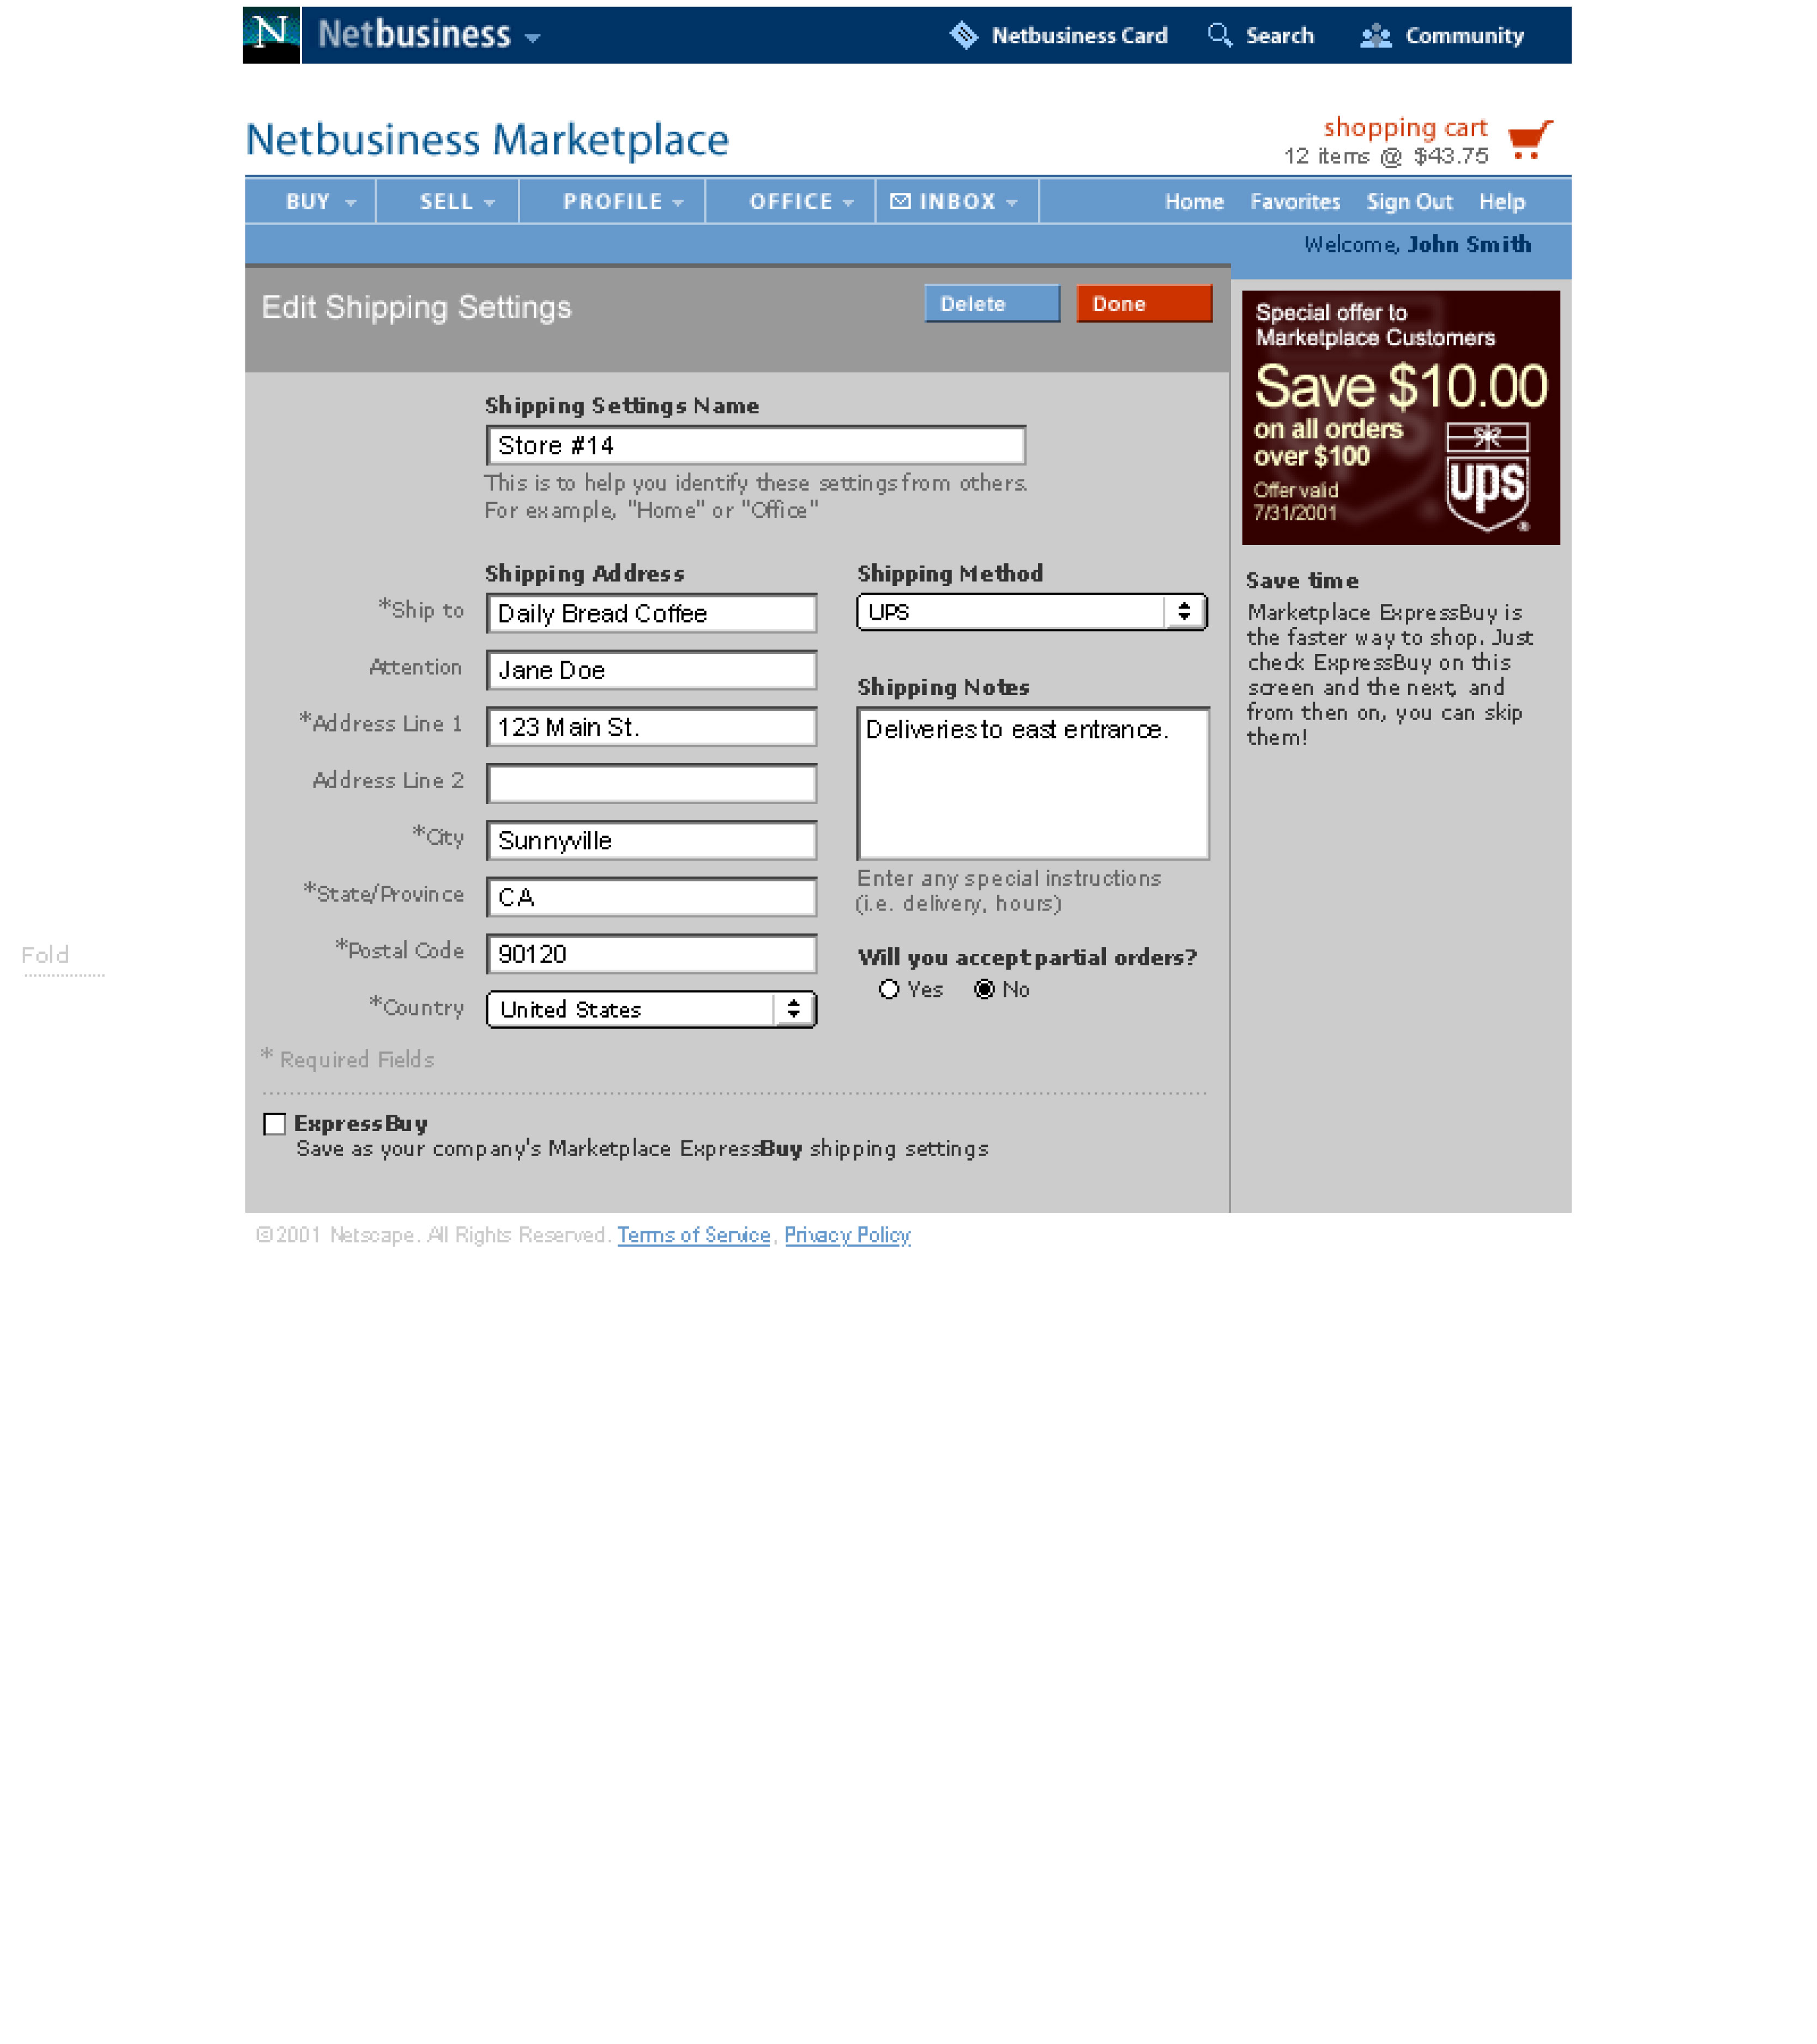 N Netbusiness Netbusiness Card Search Community
Netbusiness Marketplace
shopping cart
12 items @ $43.75
BUY SELL PROFILE OFFICE INBOX Home Favorites Sign Out Help
Welcome, John Smith
Edit Shipping Settings Delete Done
Shipping Settings Name
Store #14
This is to help you identify these settings from others.
For example, "Home" or "Office"
Shipping Address
*Ship to Daily Bread Coffee
Attention Jane Doe
*Address Line 1 123 Main St.
Address Line 2
*City Sunnyville
*State/Province CA
*Postal Code 90120
*Country United States
* Required Fields
Shipping Method
UPS
Shipping Notes
Deliveries to east entrance.
Enter any special instructions
(i.e. delivery, hours)
Will you accept partial orders?
Yes No
ExpressBuy
Save as your company's Marketplace ExpressBuy shipping settings
Special offer to
Marketplace Customers
Save $10.00
on all orders
over $100
Offer valid
7/31/2001
ups
Save time
Marketplace ExpressBuy is
the faster way to shop. Just
check ExpressBuy on this
screen and the next, and
from then on, you can skip
them!
Fold
©2001 Netscape. All Rights Reserved. Terms of Service, Privacy Policy